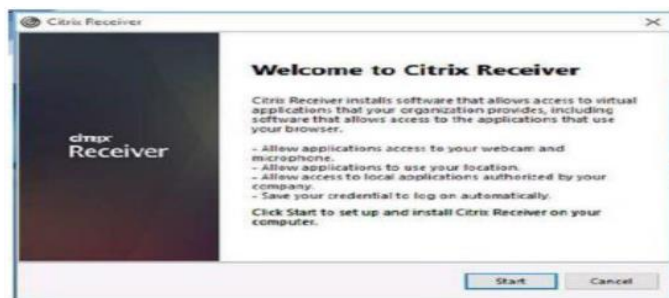 Citrix Receiver
Welcome to Citrix Receiver
Citrix Receiver installs software that allows access to virtual
applications that your organization provides, including
software that allows access to the applications that use
your browser.
- Allow applications access to your webcam and
microphone.
- Allow applications to use your location.
- Allow access to local applications authorized by your
company.
- Save your credential to log on automatically.
Click Start to set up and install Citrix Receiver on your
computer.
citrix
Receiver
Start Cancel